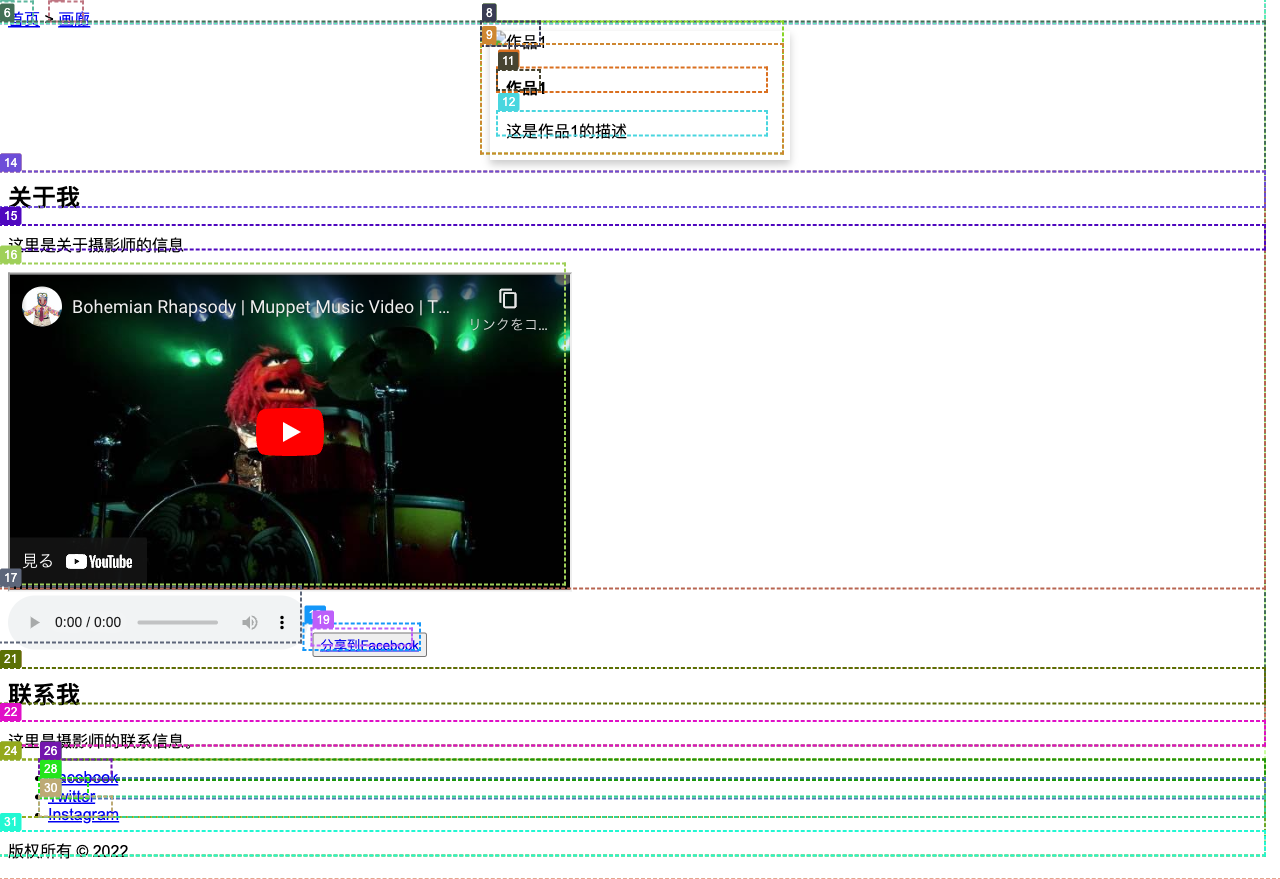 6
首页 > 画廊
8
9
作品1
11
作品1
12
这是作品1的描述
14
关于我
15
这里是关于摄影师的信息
16
Bohemian Rhapsody | Muppet Music Video | T…
リンクをコ…
見る YouTube
17
0:00 / 0:00
19
分享到Facebook
21
联系我
22
这里是摄影师的联系信息。
24
26
Facebook
28
Twitter
30
Instagram
31
版权所有 © 2022